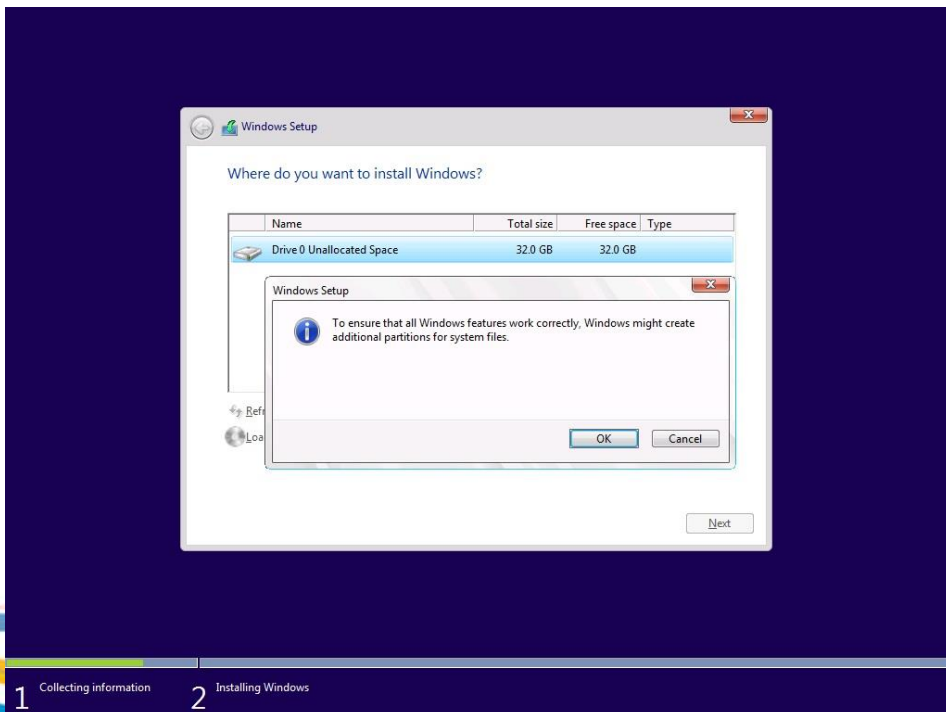 Windows Setup
Where do you want to install Windows?
Name Total size Free space Type
Drive 0 Unallocated Space 32.0 GB 32.0 GB
Windows Setup
To ensure that all Windows features work correctly, Windows might create
additional partitions for system files.
OK Cancel
Next
1 Collecting information 2 Installing Windows